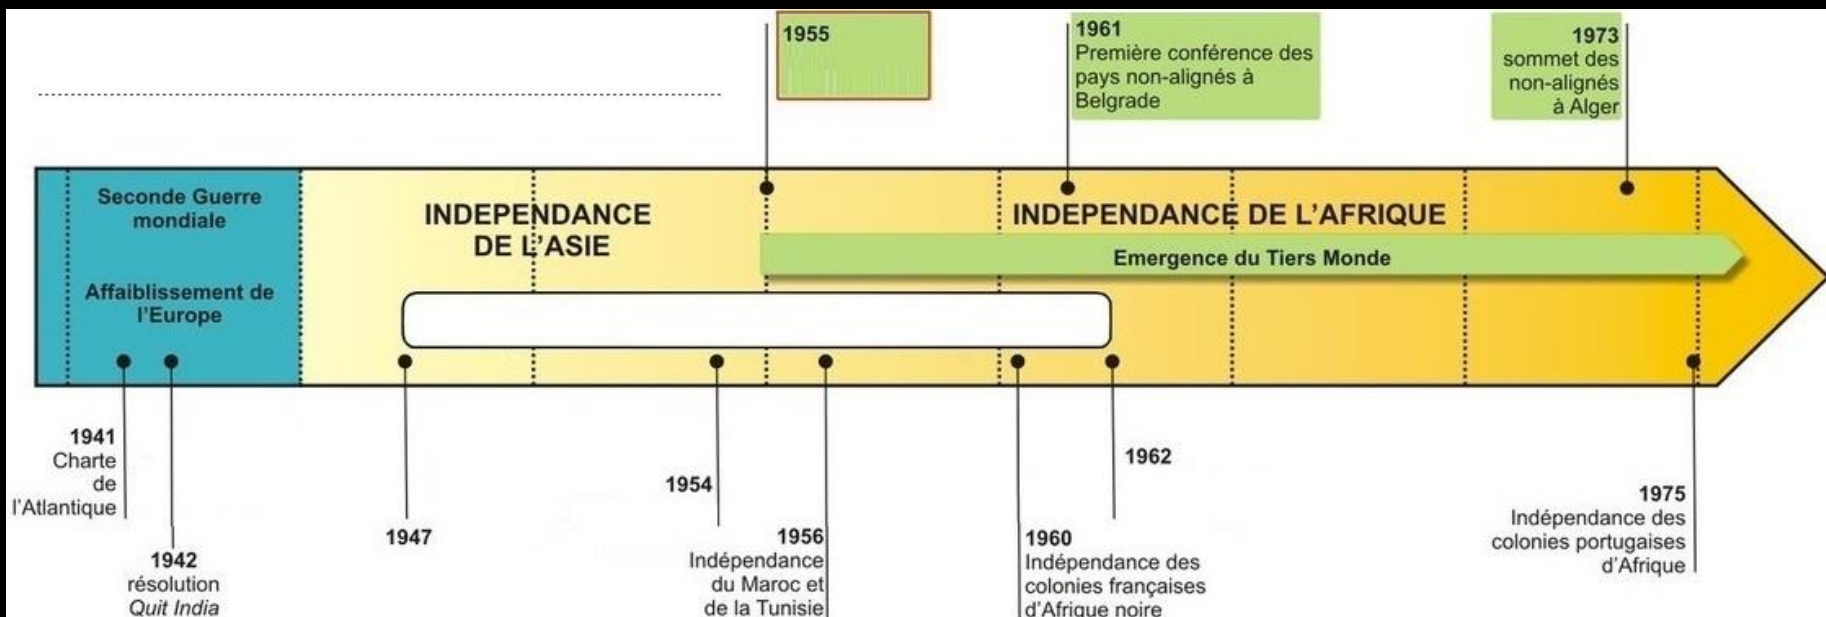 1955
1961
Première conférence des
pays non-alignés à
Belgrade
1973
sommet des
non-alignés
à Alger
Seconde Guerre
mondiale
Affaiblissement de
l'Europe
INDEPENDANCE
DE L'ASIE
INDEPENDANCE DE L'AFRIQUE
Emergence du Tiers Monde
1941
Charte
de
l'Atlantique
1942
résolution
Quit India
1947
1954
1956
Indépendance
du Maroc et
de la Tunisie
1960
Indépendance des
colonies françaises
d'Afrique noire
1962
1975
Indépendance des
colonies portugaises
d'Afrique